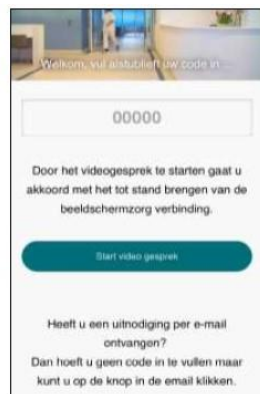 Welkom, vul alstublieft uw code in ...
00000
Door het videogesprek te starten gaat u
akkoord met het tot stand brengen van de
beeldschermzorg verbinding.
Start video gesprek
Heeft u een uitnodiging per e-mail
ontvangen?
Dan hoeft u geen code in te vullen maar
kunt u op de knop in de email klikken.